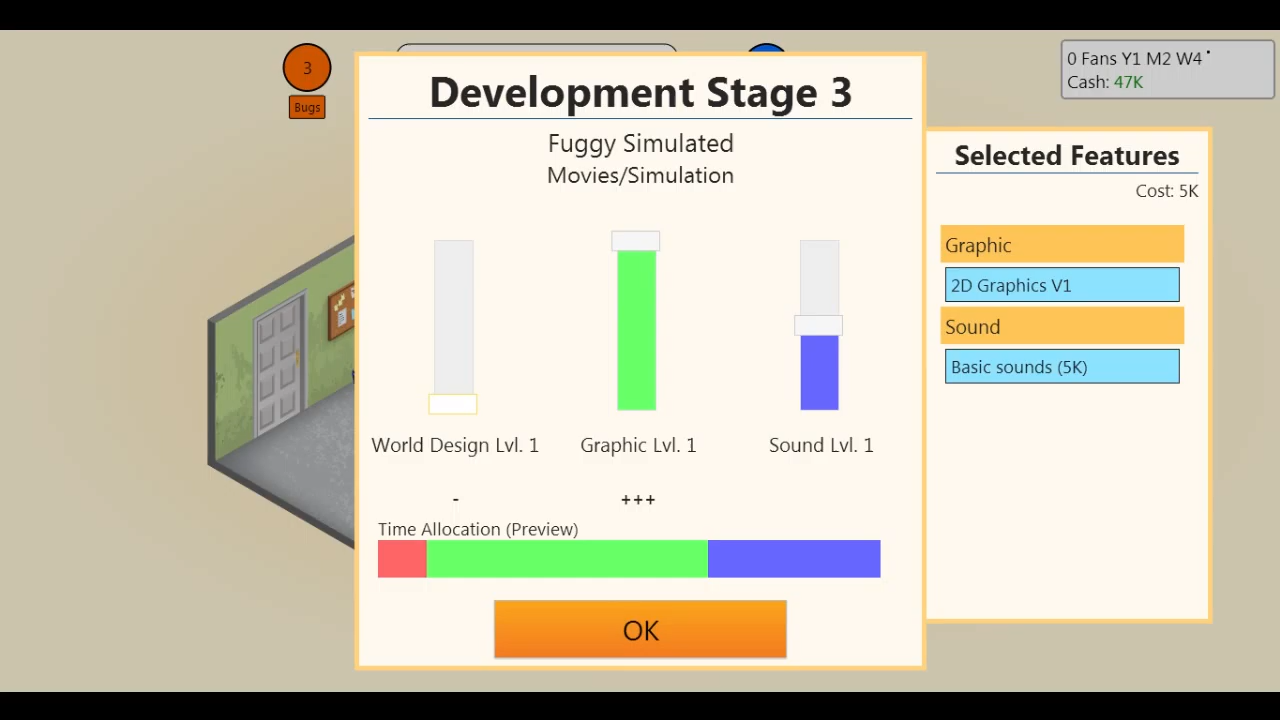 3
Bugs
0 Fans Y1 M2 W4
Cash: 47K
Development Stage 3
Fuggy Simulated
Movies/Simulation
World Design Lvl. 1
Graphic Lvl. 1
Sound Lvl. 1
-
+++
Time Allocation (Preview)
OK
Selected Features
Cost: 5K
Graphic
2D Graphics V1
Sound
Basic sounds (5K)